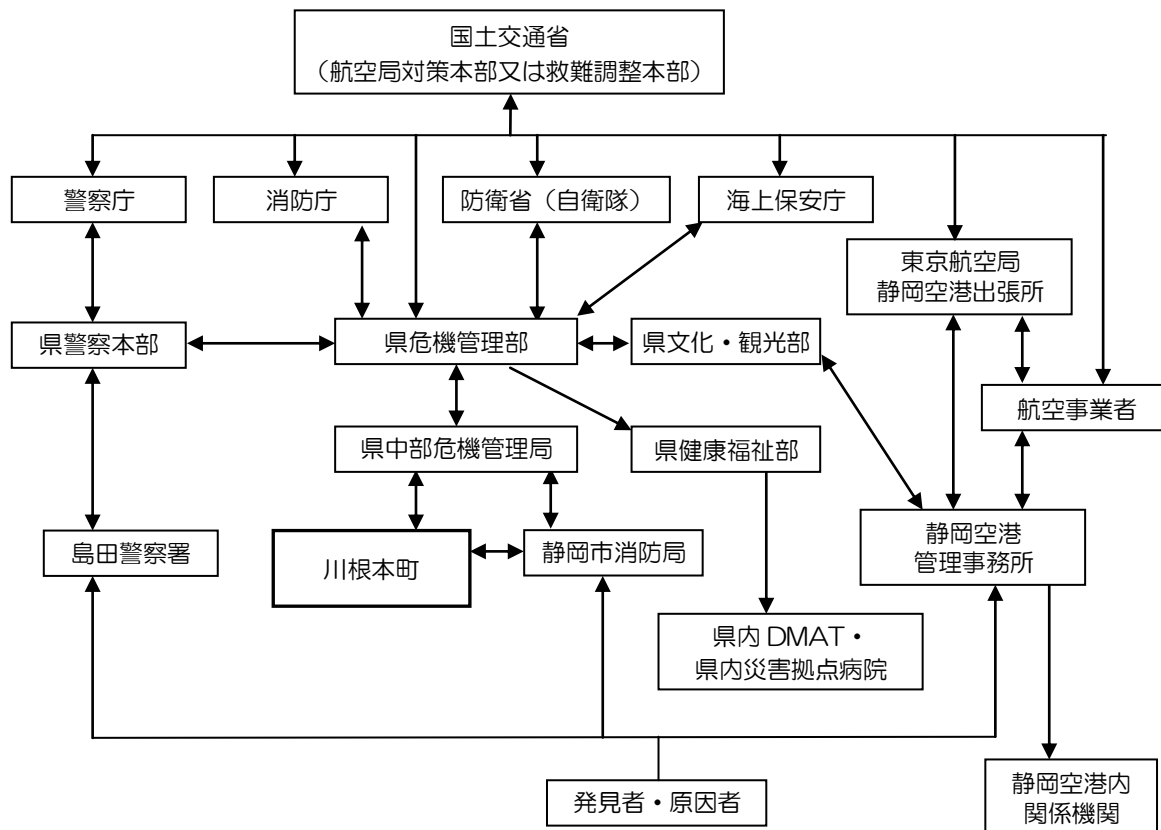 国土交通省
（航空局対策本部又は救難調整本部）
警察庁
消防庁
防衛省（自衛隊）
海上保安庁
東京航空局
静岡空港出張所
県警察本部
県危機管理部
県文化・観光部
航空事業者
県中部危機管理局
県健康福祉部
島田警察署
川根本町
静岡市消防局
静岡空港
管理事務所
県内 DMAT・
県内災害拠点病院
発見者・原因者
静岡空港内
関係機関